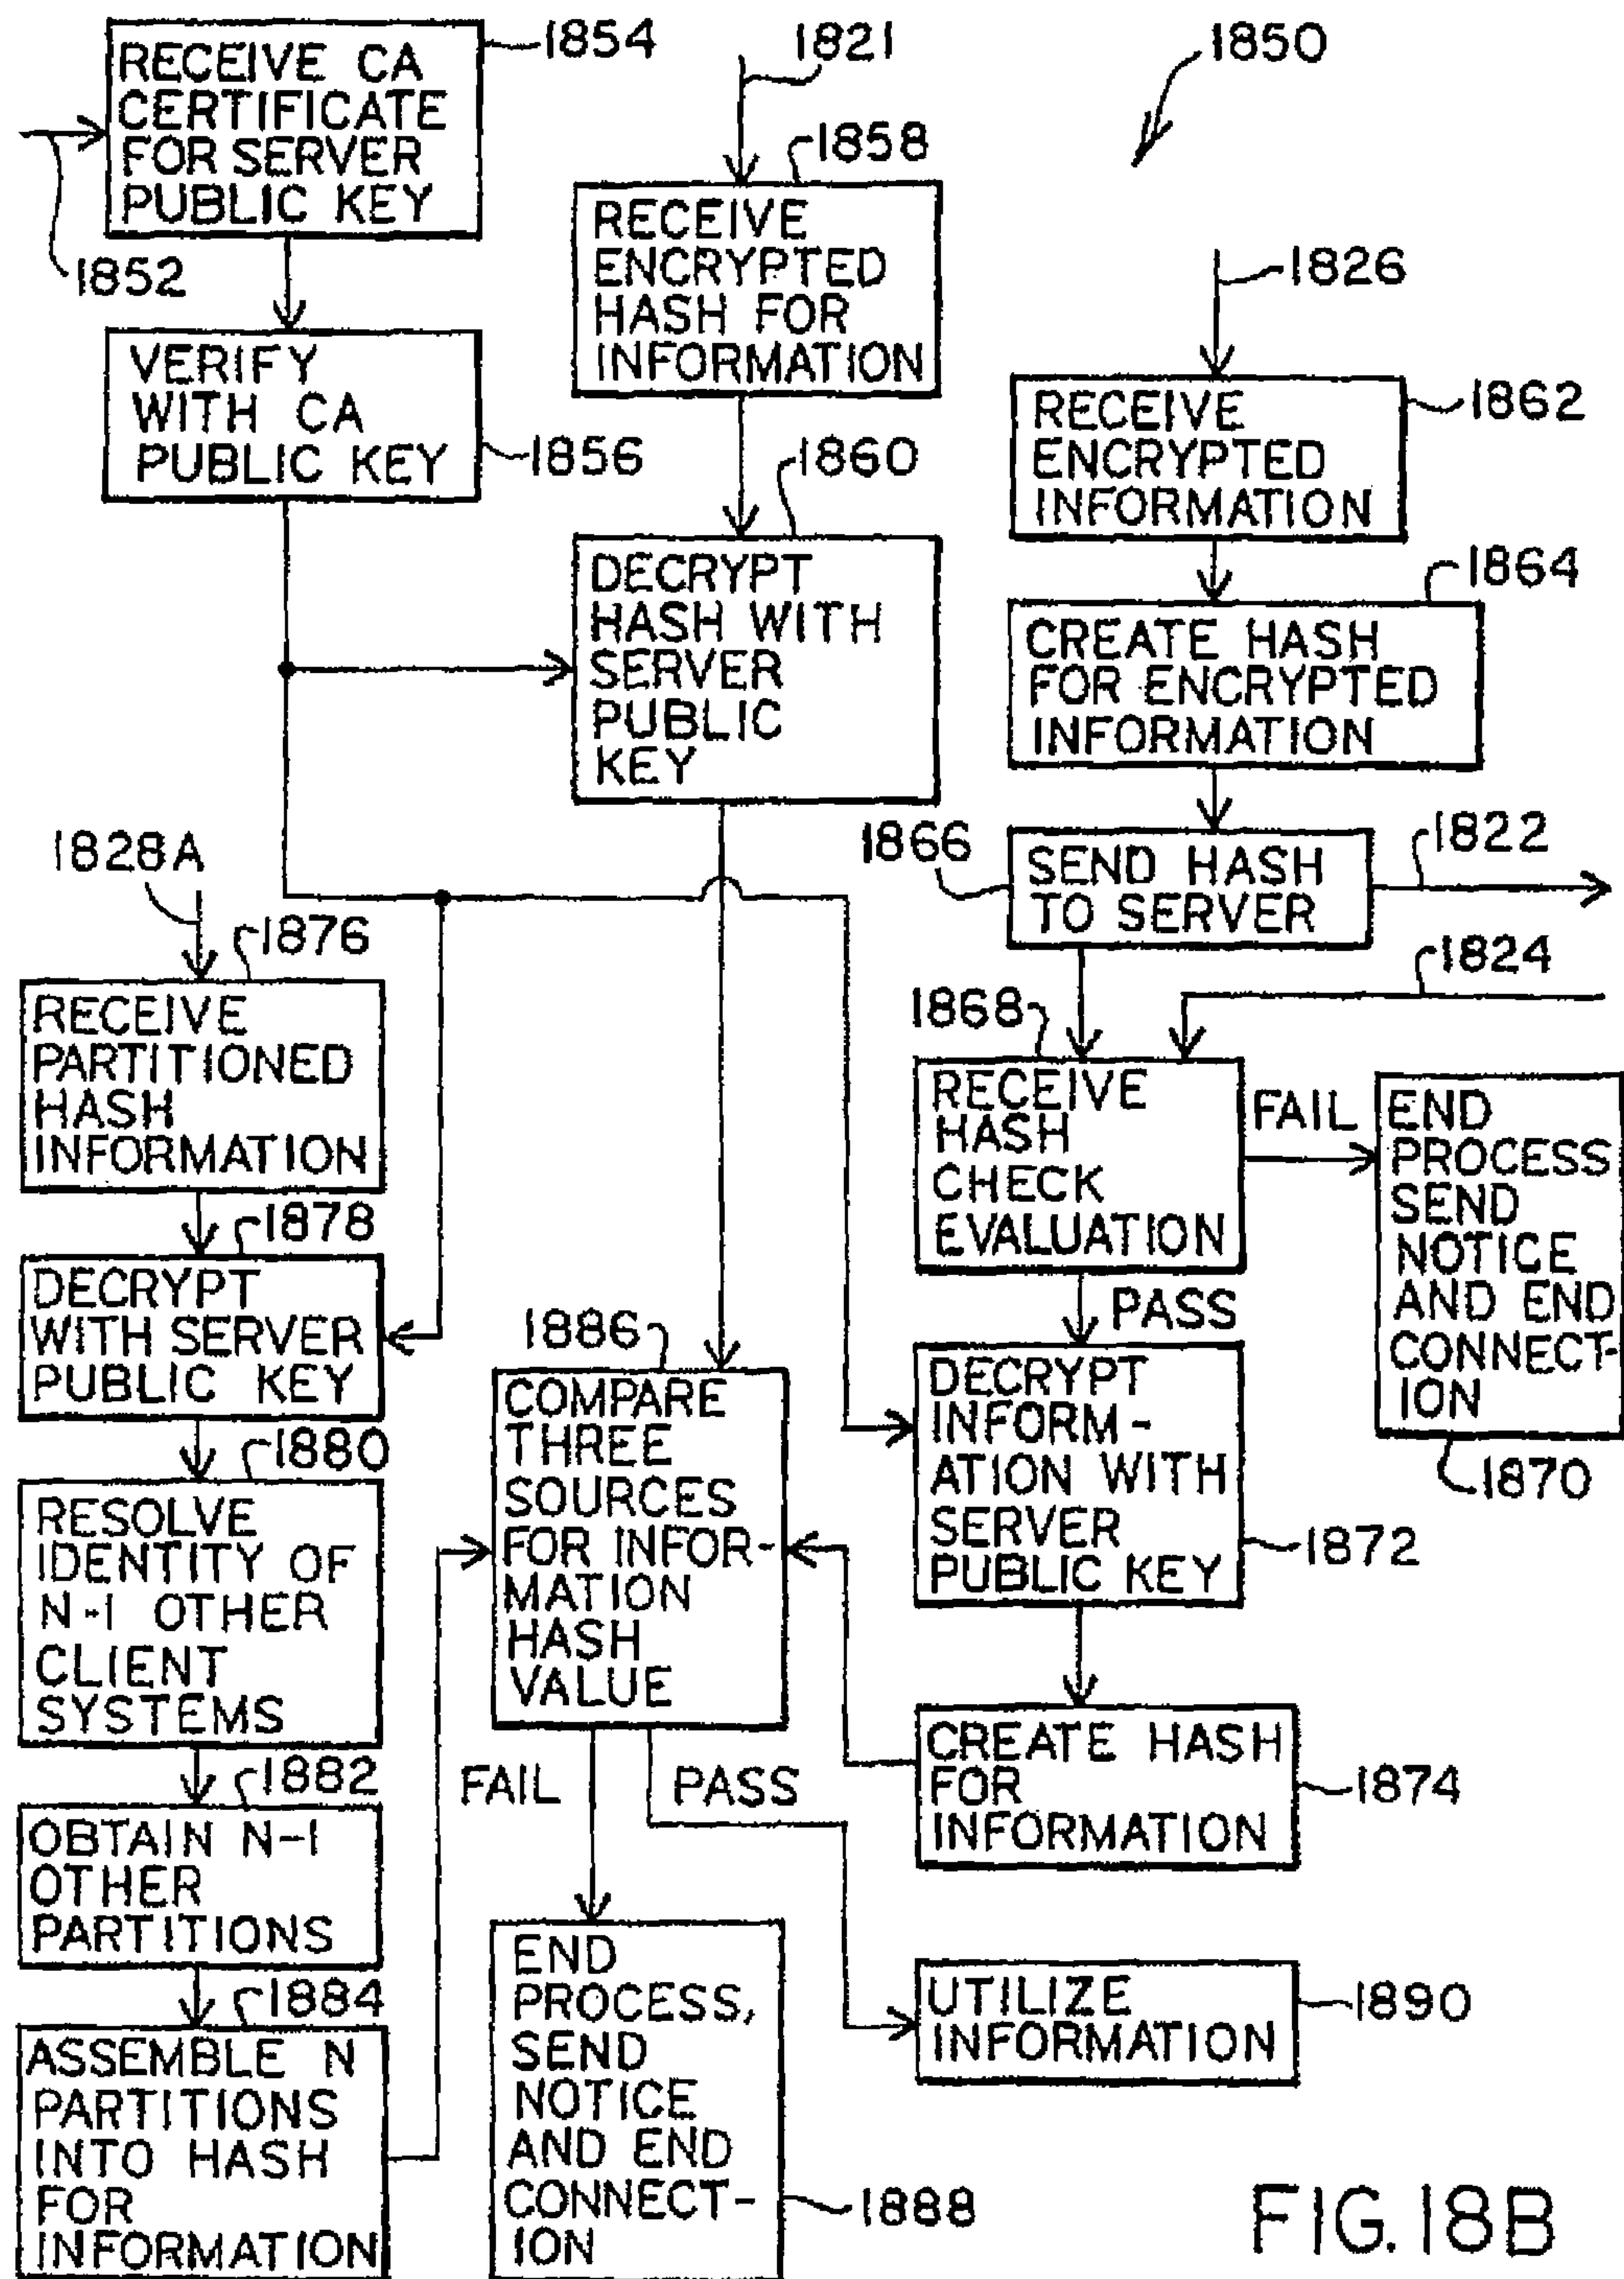 1854
RECEIVE CA
CERTIFICATE
FOR SERVER
PUBLIC KEY
1852
VERIFY
WITH CA
PUBLIC KEY
1856
1821
1858
RECEIVE
ENCRYPTED
HASH FOR
INFORMATION
1860
DECRYPT
HASH WITH
SERVER
PUBLIC
KEY
1850
1826
1862
RECEIVE
ENCRYPTED
INFORMATION
1864
CREATE HASH
FOR ENCRYPTED
INFORMATION
1866
SEND HASH
TO SERVER
1822
1824
1868
RECEIVE
HASH
CHECK
EVALUATION
FAIL
END
PROCESS
SEND
NOTICE
AND END
CONNECT-
ION
1870
PASS
DECRYPT
INFORM-
ATION WITH
SERVER
PUBLIC KEY
1872
CREATE HASH
FOR
INFORMATION
1874
1828A
1876
RECEIVE
PARTITIONED
HASH
INFORMATION
1878
DECRYPT
WITH SERVER
PUBLIC KEY
1880
RESOLVE
IDENTITY OF
N-1 OTHER
CLIENT
SYSTEMS
1882
OBTAIN N-1
OTHER
PARTITIONS
1884
ASSEMBLE N
PARTITIONS
INTO HASH
FOR
INFORMATION
1886
COMPARE
THREE
SOURCES
FOR INFOR-
MATION
HASH
VALUE
FAIL
PASS
END
PROCESS,
SEND
NOTICE
AND END
CONNECT-
ION
1888
UTILIZE
INFORMATION
1890
FIG. 18B